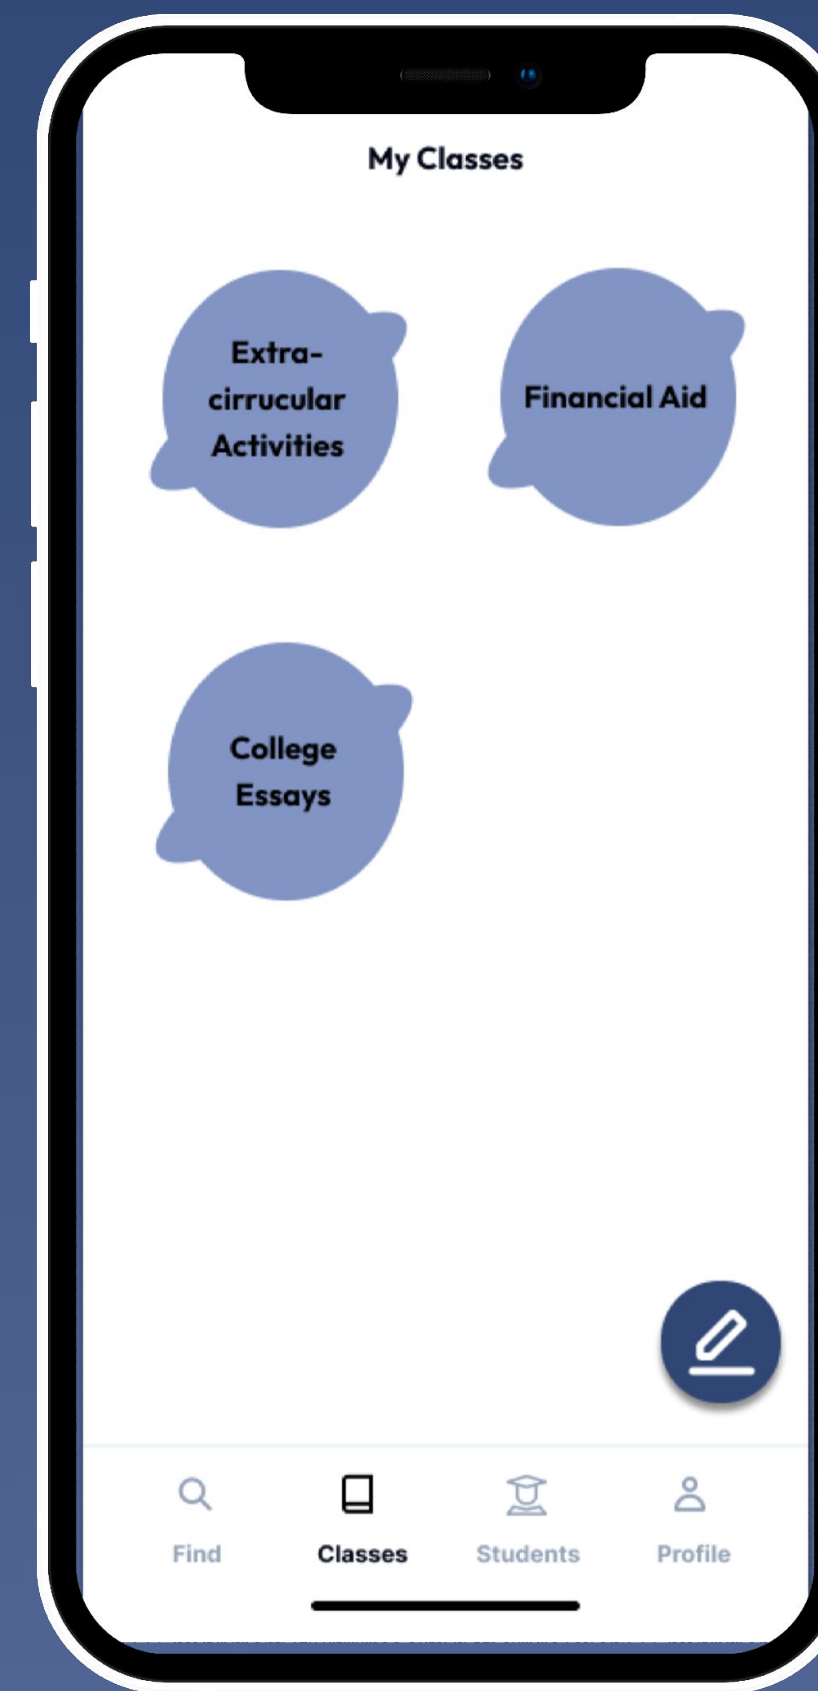 My Classes
Extra-
cirrucular
Activities
Financial Aid
College
Essays
Find
Classes
Students
Profile